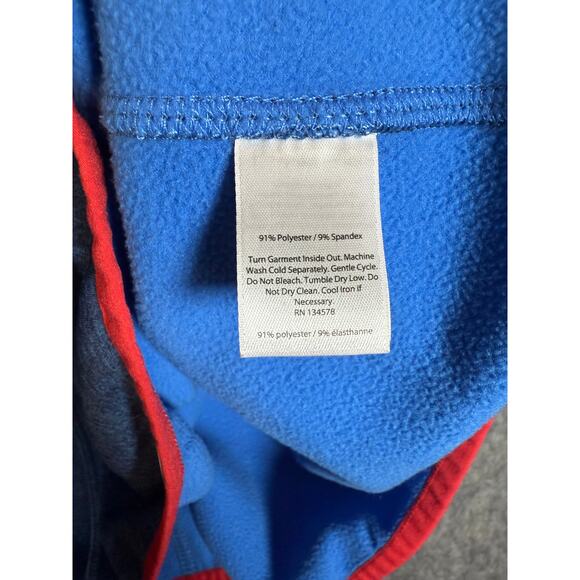 91% Polyester / 9% Spandex
Turn Garment Inside Out. Machine
Wash Cold Separately. Gentle Cycle.
Do Not Bleach. Tumble Dry Low. Do
Not Dry Clean. Cool Iron If
Necessary.
RN 134578
91% polyester / 9% élasthanne